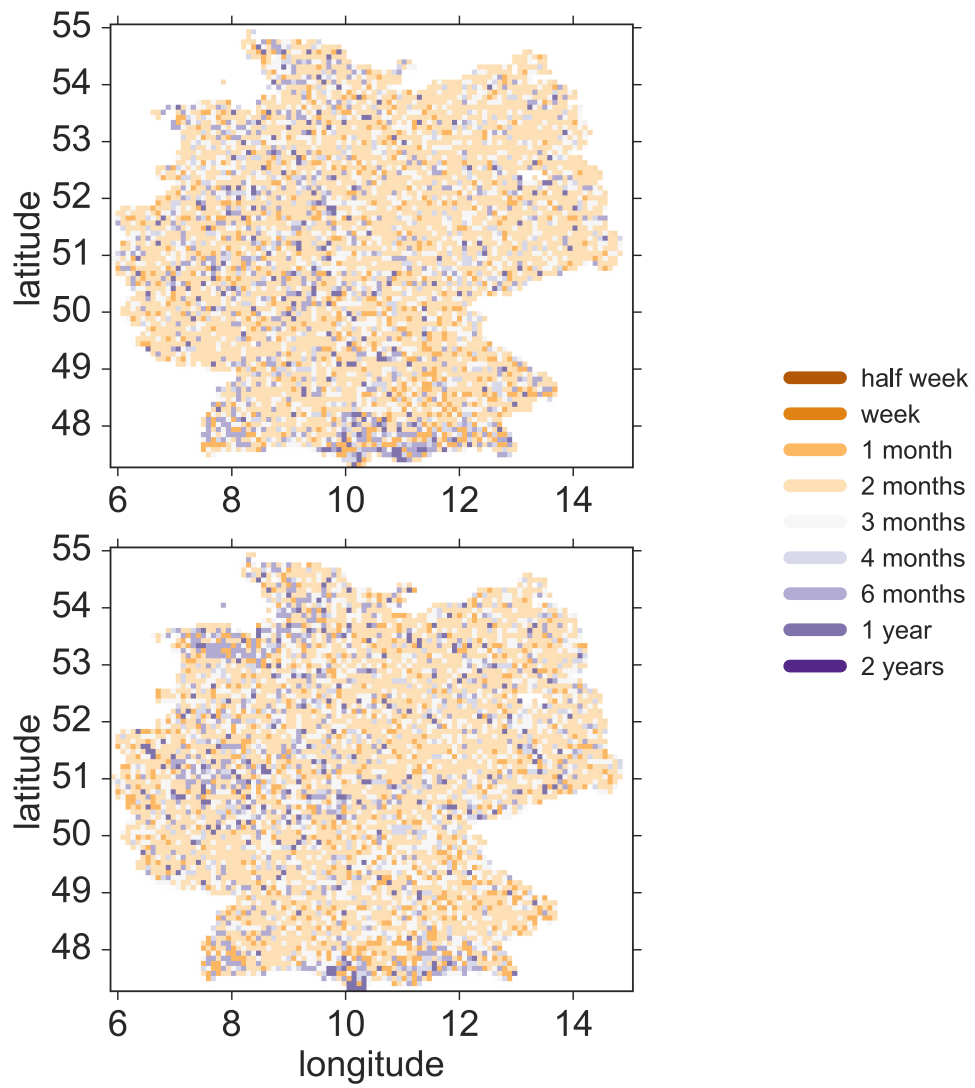 55
54
53
52
51
50
49
48
latitude
6 8 10 12 14
55
54
53
52
51
50
49
48
latitude
6 8 10 12 14
longitude
half week
week
1 month
2 months
3 months
4 months
6 months
1 year
2 years